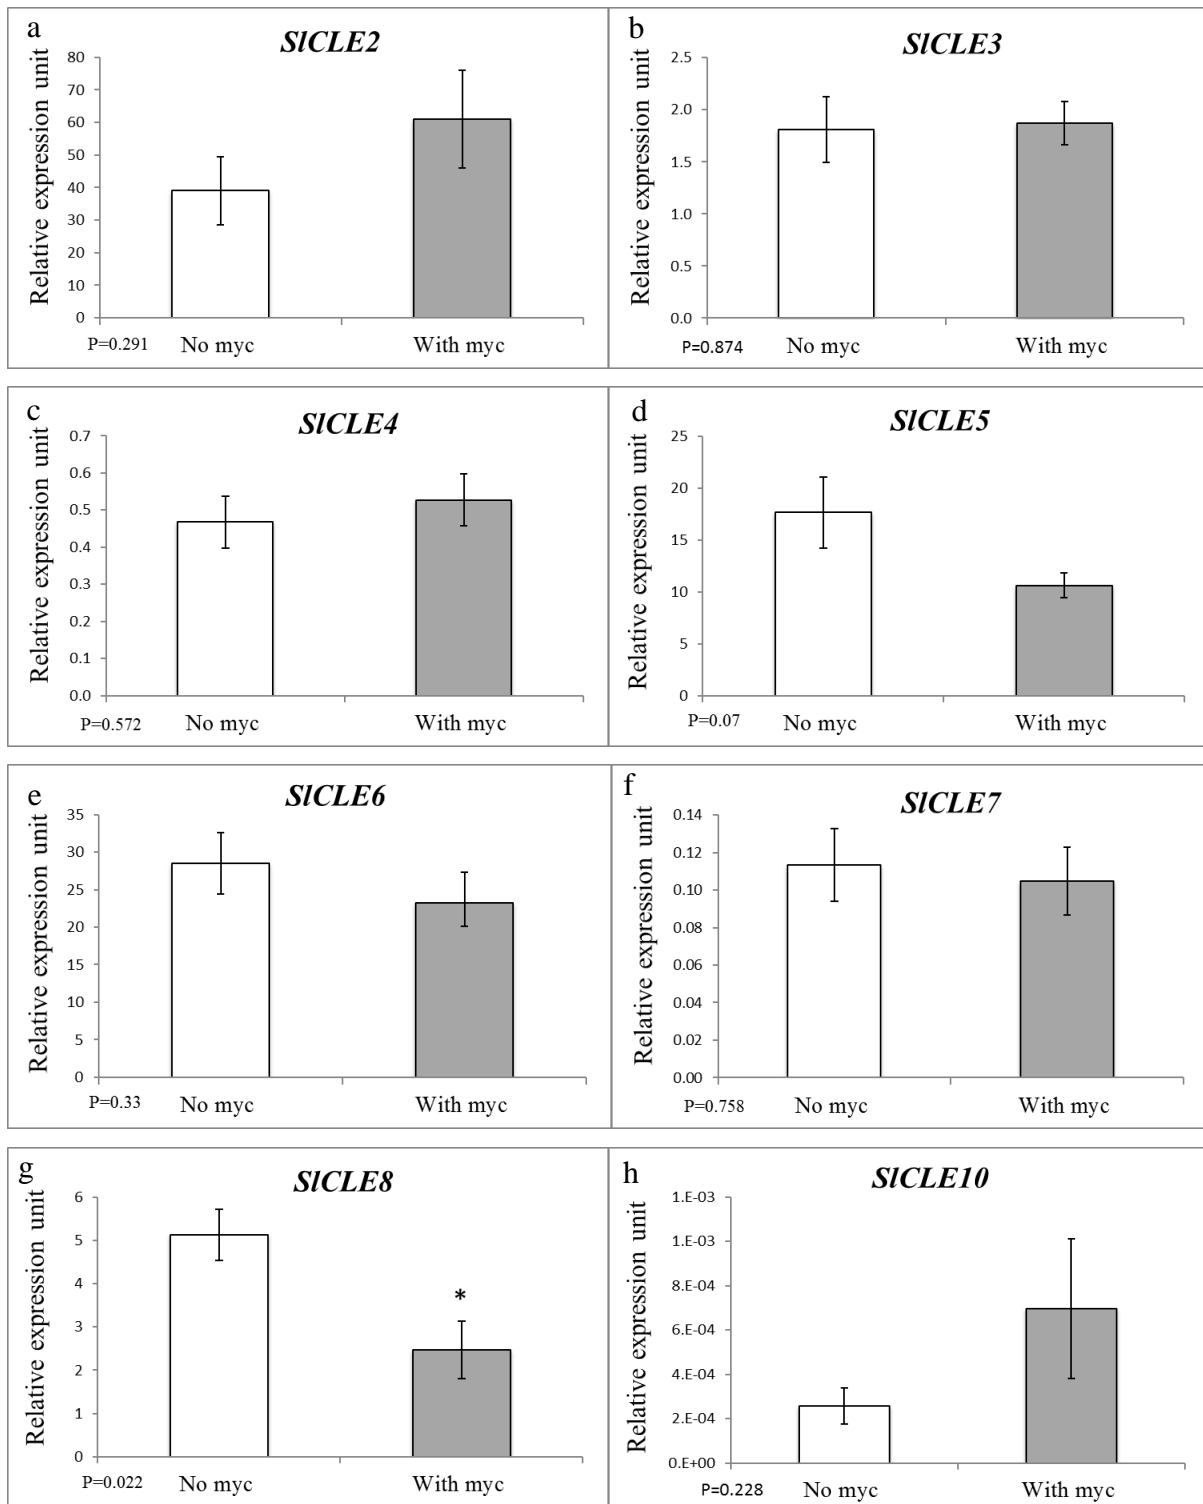 a
SlCLE2
Relative expression unit
80
70
60
50
40
30
20
10
0
P=0.291
No myc
With myc
b
SlCLE3
Relative expression unit
2.5
2.0
1.5
1.0
0.5
0.0
P=0.874
No myc
With myc
c
SlCLE4
Relative expression unit
0.7
0.6
0.5
0.4
0.3
0.2
0.1
0.0
P=0.572
No myc
With myc
d
SlCLE5
Relative expression unit
25
20
15
10
5
0
P=0.07
No myc
With myc
e
SlCLE6
Relative expression unit
35
30
25
20
15
10
5
0
P=0.33
No myc
With myc
f
SlCLE7
Relative expression unit
0.14
0.12
0.10
0.08
0.06
0.04
0.02
0.00
P=0.758
No myc
With myc
g
SlCLE8
Relative expression unit
6
5
4
3
2
1
0
*
P=0.022
No myc
With myc
h
SlCLE10
Relative expression unit
1.E-03
1.E-03
8.E-04
6.E-04
4.E-04
2.E-04
0.E+00
P=0.228
No myc
With myc